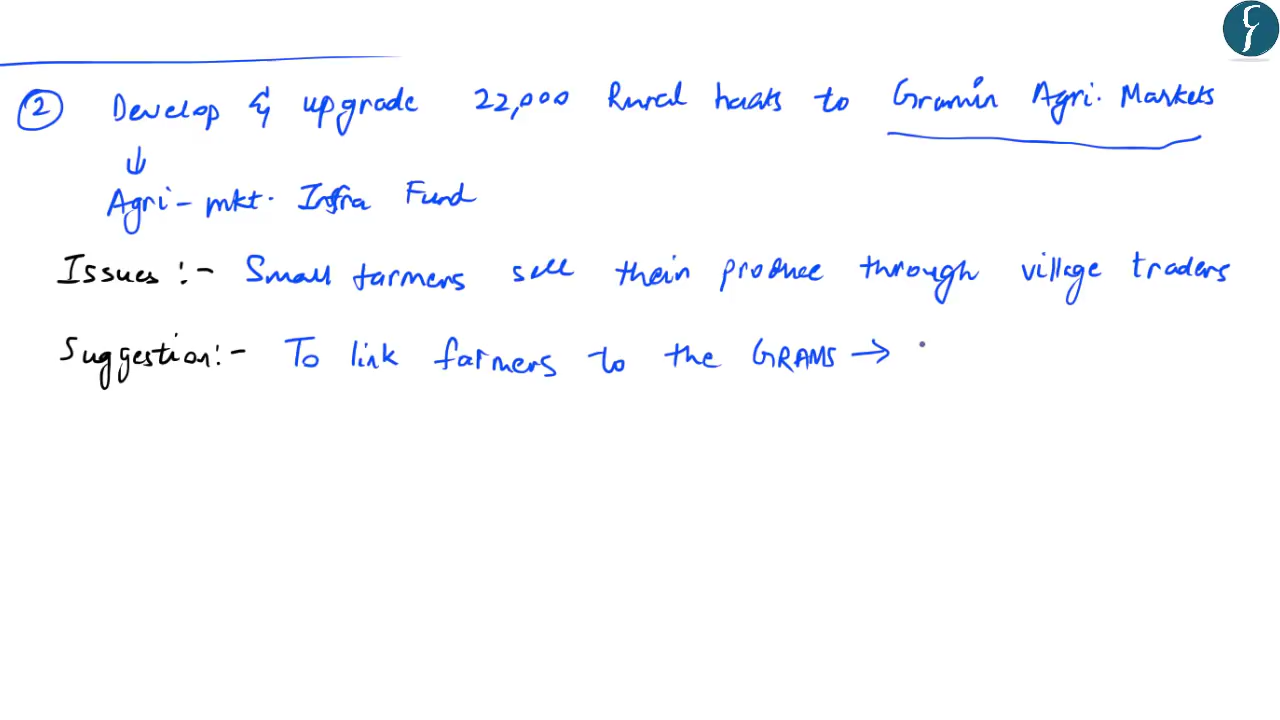 ② Develop & upgrade 22,000 Rural haats to Gramin Agri. Markets
↓
Agri-mkt. Infra Fund
Issues :- Small farmers sell their produce through village traders
Suggestion :- To link farmers to the GRAMS →